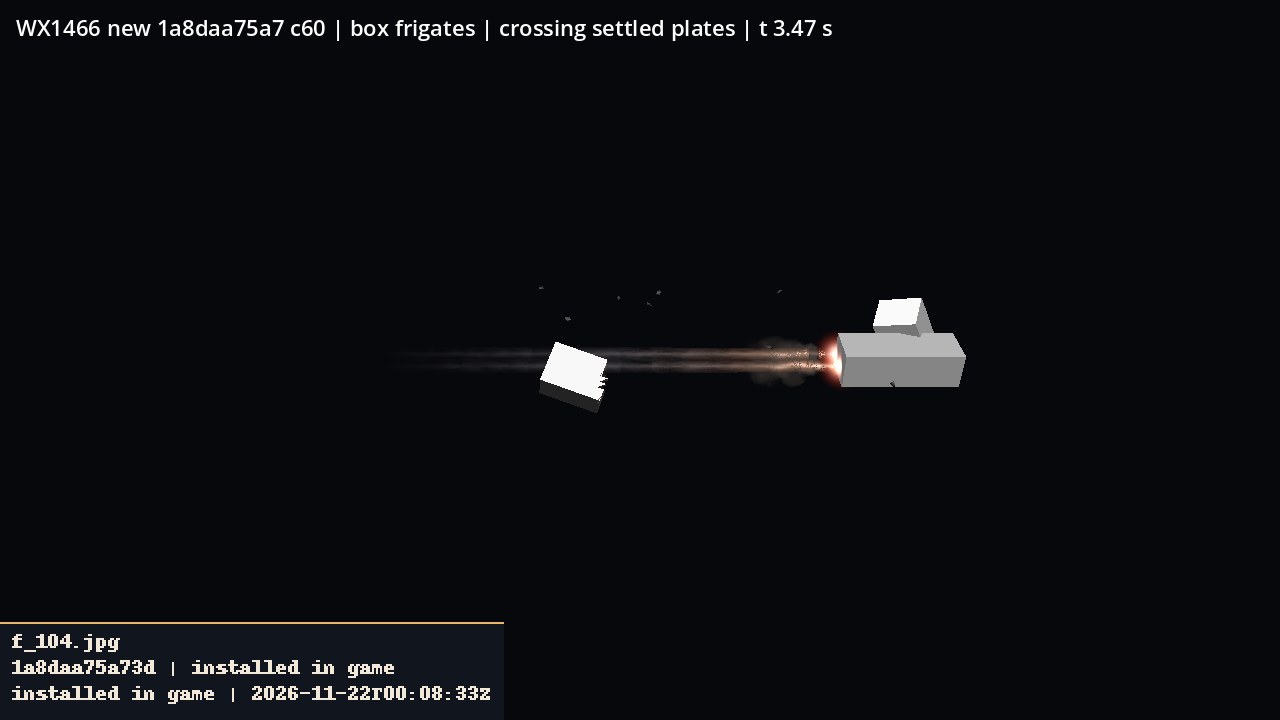 WX1466 new 1a8daa75a7 c60 | box frigates | crossing settled plates | t 3.47 s
f_104.jpg
1a8daa75a73d | installed in game
installed in game | 2026-11-22T00:08:33Z